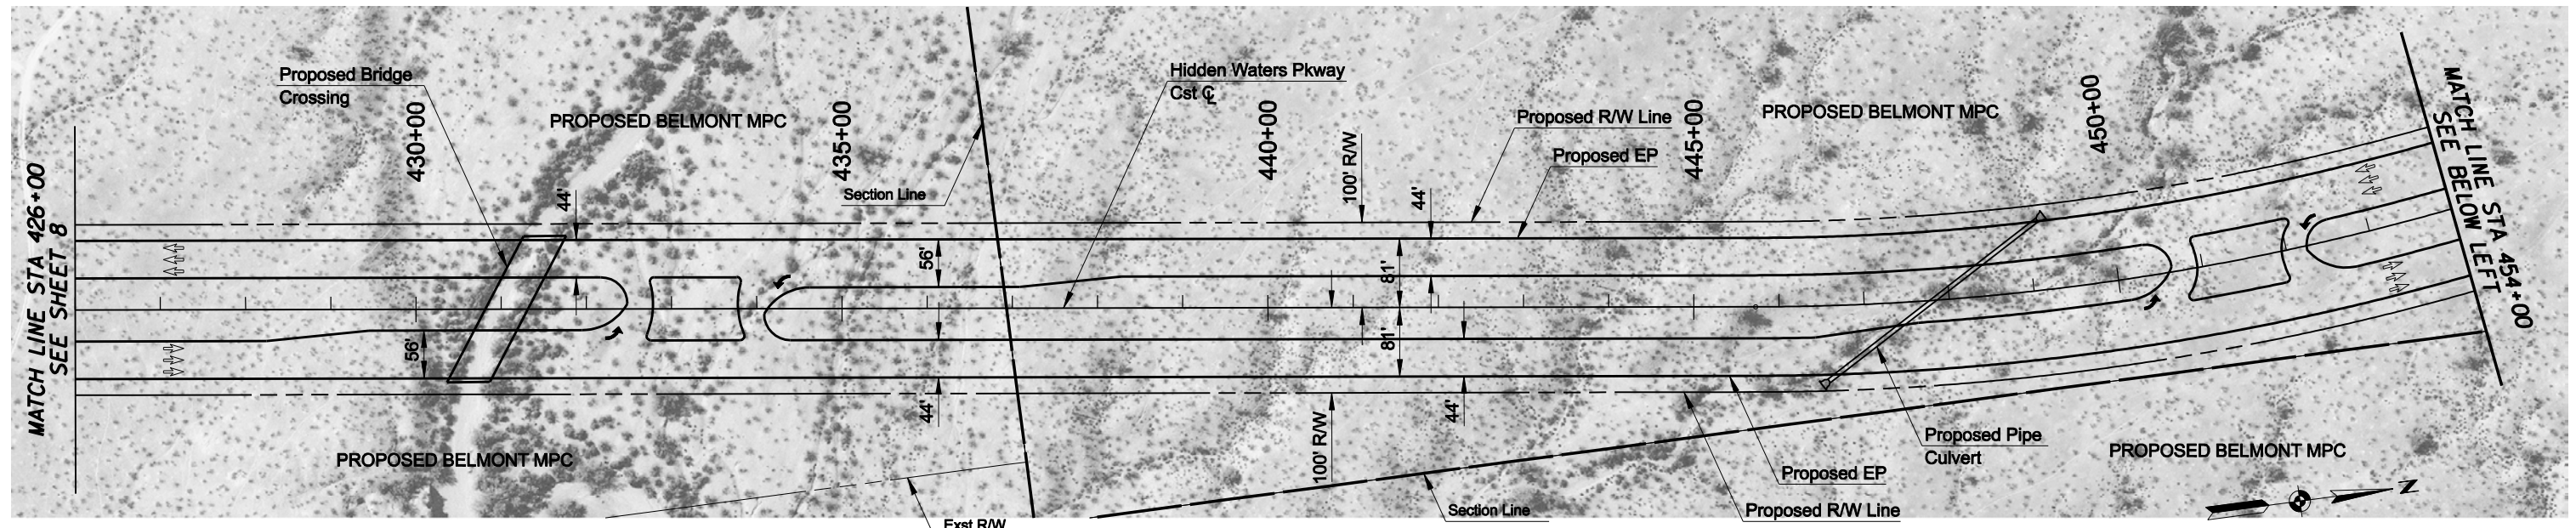 MATCH LINE STA 426+00
SEE SHEET 8
Proposed Bridge
Crossing
430+00
PROPOSED BELMONT MPC
44'
56'
PROPOSED BELMONT MPC
435+00
Section Line
56'
44'
Exst R/W
Hidden Waters Pkway
Cst ℄
440+00
100' R/W
44'
Proposed R/W Line
Proposed EP
81'
81'
100' R/W
44'
445+00
PROPOSED BELMONT MPC
450+00
Section Line
Proposed Pipe
Culvert
Proposed EP
Proposed R/W Line
PROPOSED BELMONT MPC
MATCH LINE STA 454+00
SEE BELOW LEFT
N